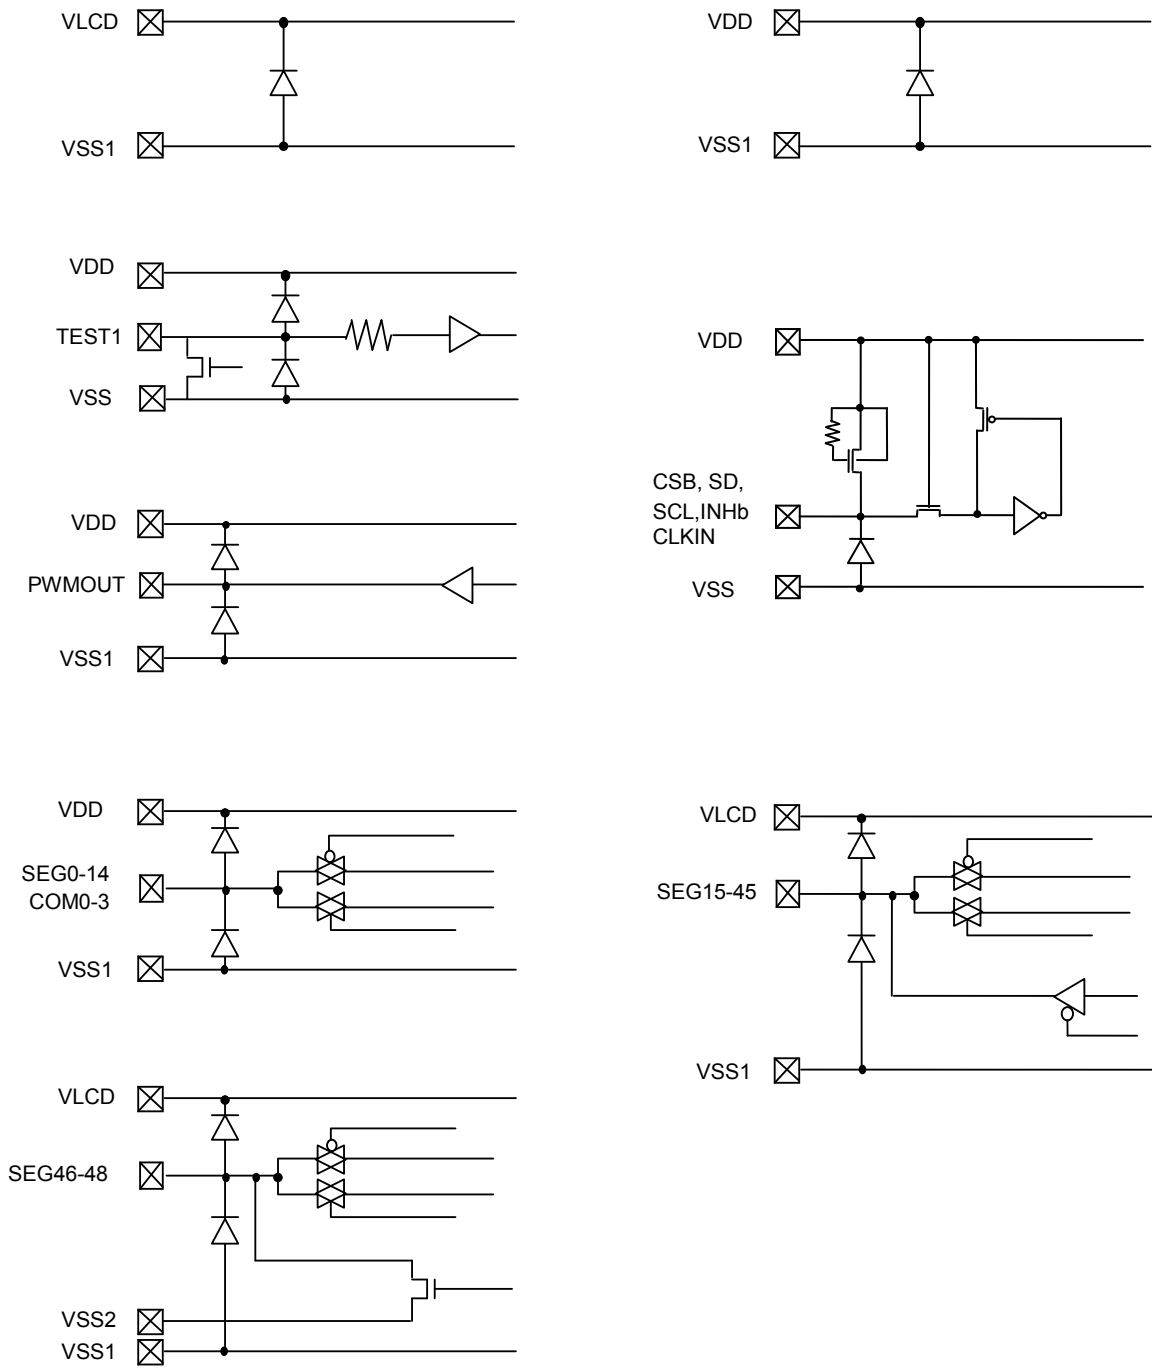 VLCD
VSS1
VDD
VSS1
VDD
TEST1
VSS
VDD
CSB, SD,
SCL,INHb
CLKIN
VSS
VDD
PWMOUT
VSS1
VDD
SEG0-14
COM0-3
VSS1
VLCD
SEG15-45
VSS1
VLCD
SEG46-48
VSS2
VSS1